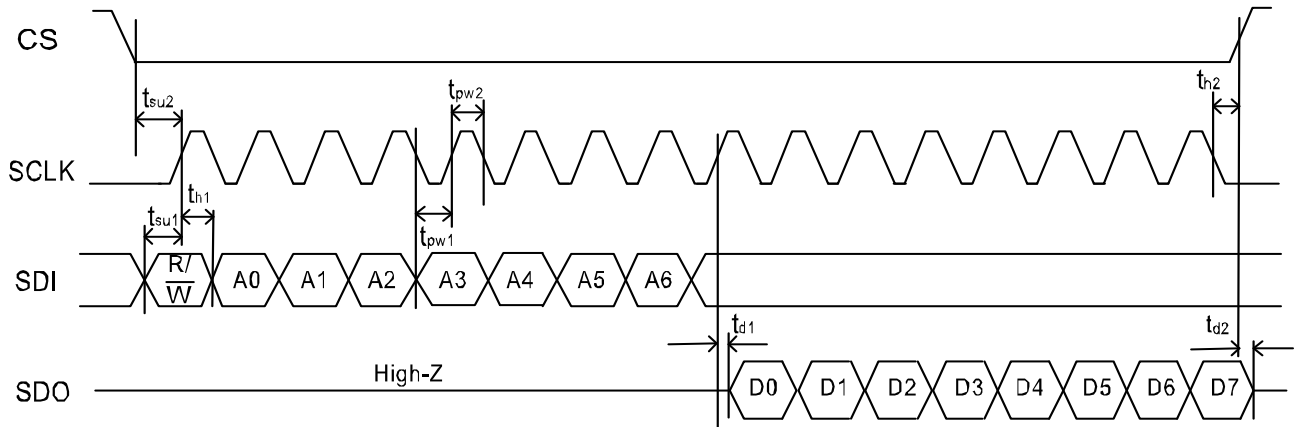 CS
tsu2
tpw2
th2
SCLK
tsu1
th1
tpw1
SDI
R/
W
A0 A1 A2 A3 A4 A5 A6
td1
td2
High-Z
SDO
D0 D1 D2 D3 D4 D5 D6 D7